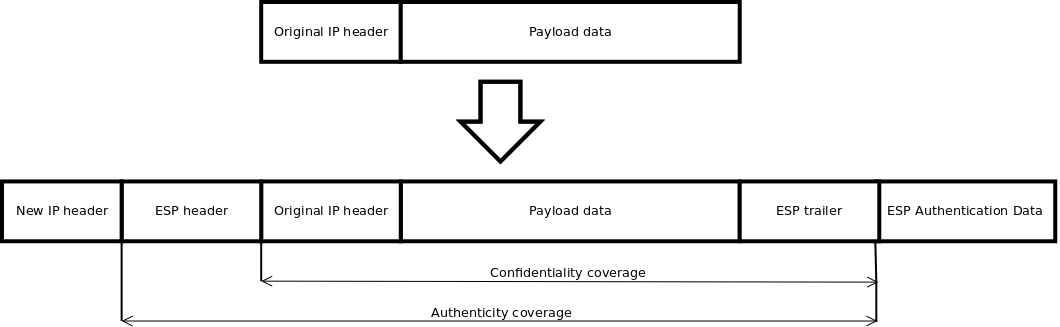 Original IP header
Payload data
New IP header
ESP header
Original IP header
Payload data
ESP trailer
ESP Authentication Data
Confidentiality coverage
Authenticity coverage